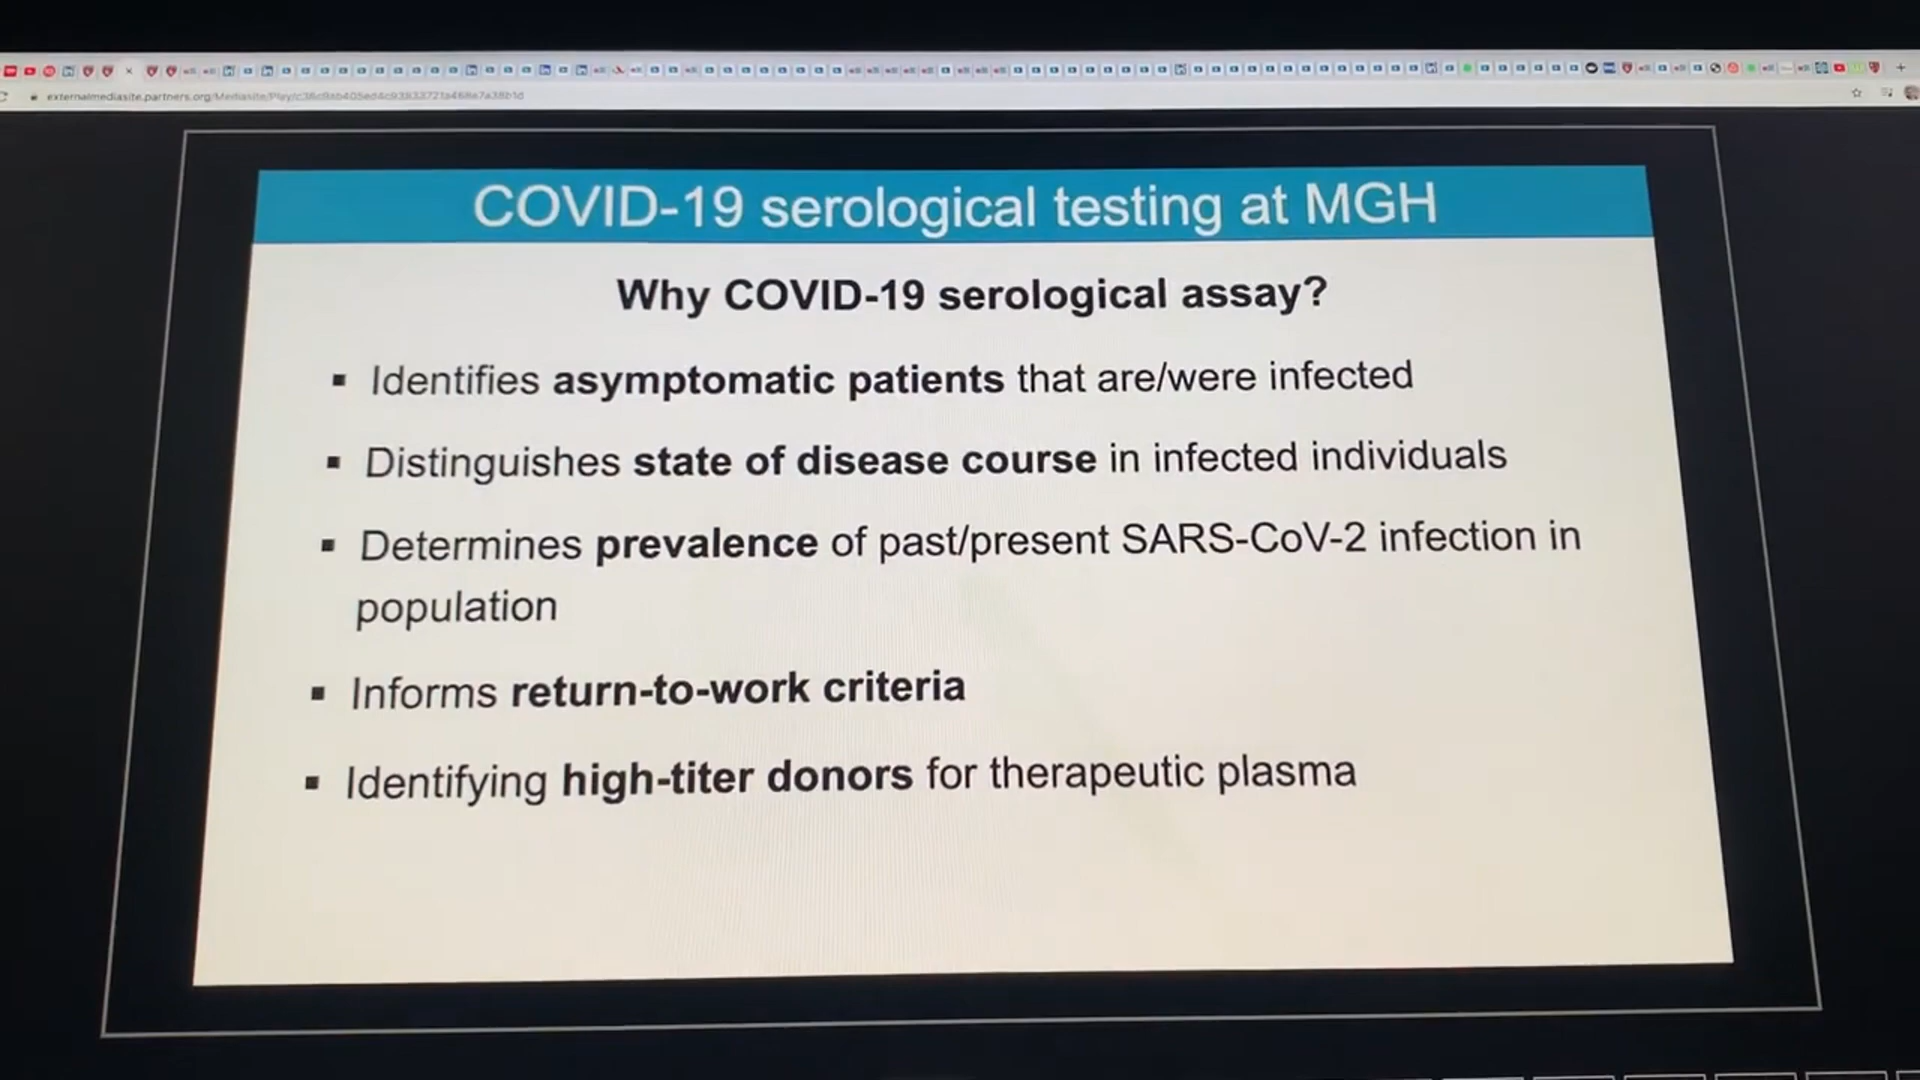 COVID-19 serological testing at MGH
Why COVID-19 serological assay?
▪ Identifies asymptomatic patients that are/were infected
▪ Distinguishes state of disease course in infected individuals
▪ Determines prevalence of past/present SARS-CoV-2 infection in
population
▪ Informs return-to-work criteria
▪ Identifying high-titer donors for therapeutic plasma